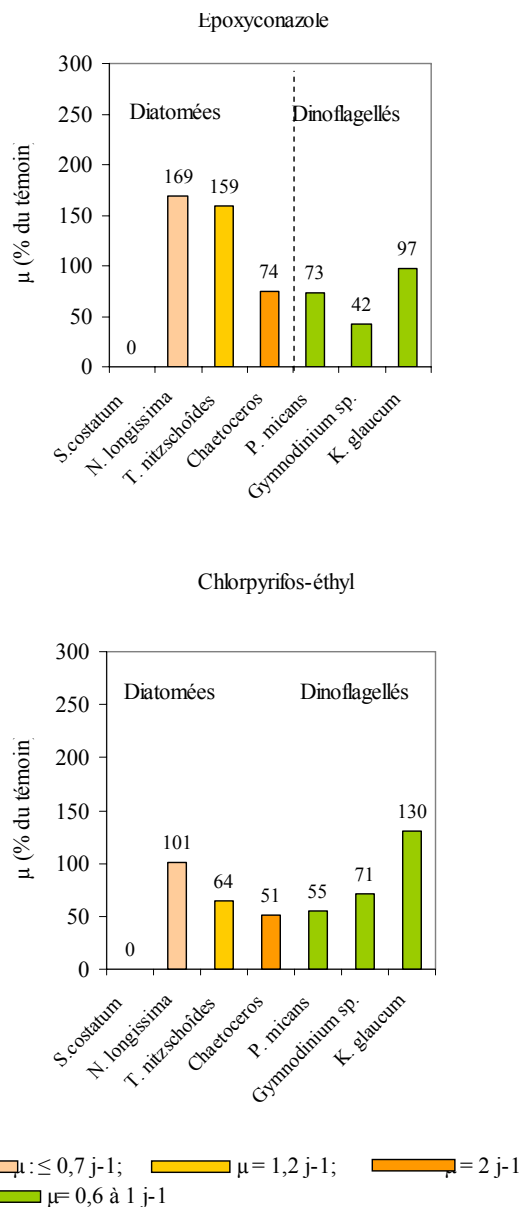 Epoxyconazole
300
250
200
150
100
50
0
µ (% du témoin)
Diatomées
Dinoflagellés
0
169
159
74
73
42
97
S.costatum
N. longissima
T. nitzschoîdes
Chaetoceros
P. micans
Gymnodinium sp.
K. glaucum
Chlorpyrifos-éthyl
300
250
200
150
100
50
0
µ (% du témoin)
Diatomées
Dinoflagellés
0
101
64
51
55
71
130
S.costatum
N. longissima
T. nitzschoîdes
Chaetoceros
P. micans
Gymnodinium sp.
K. glaucum
µ : ≤ 0,7 j-1; µ = 1,2 j-1; µ = 2 j-1
µ= 0,6 à 1 j-1